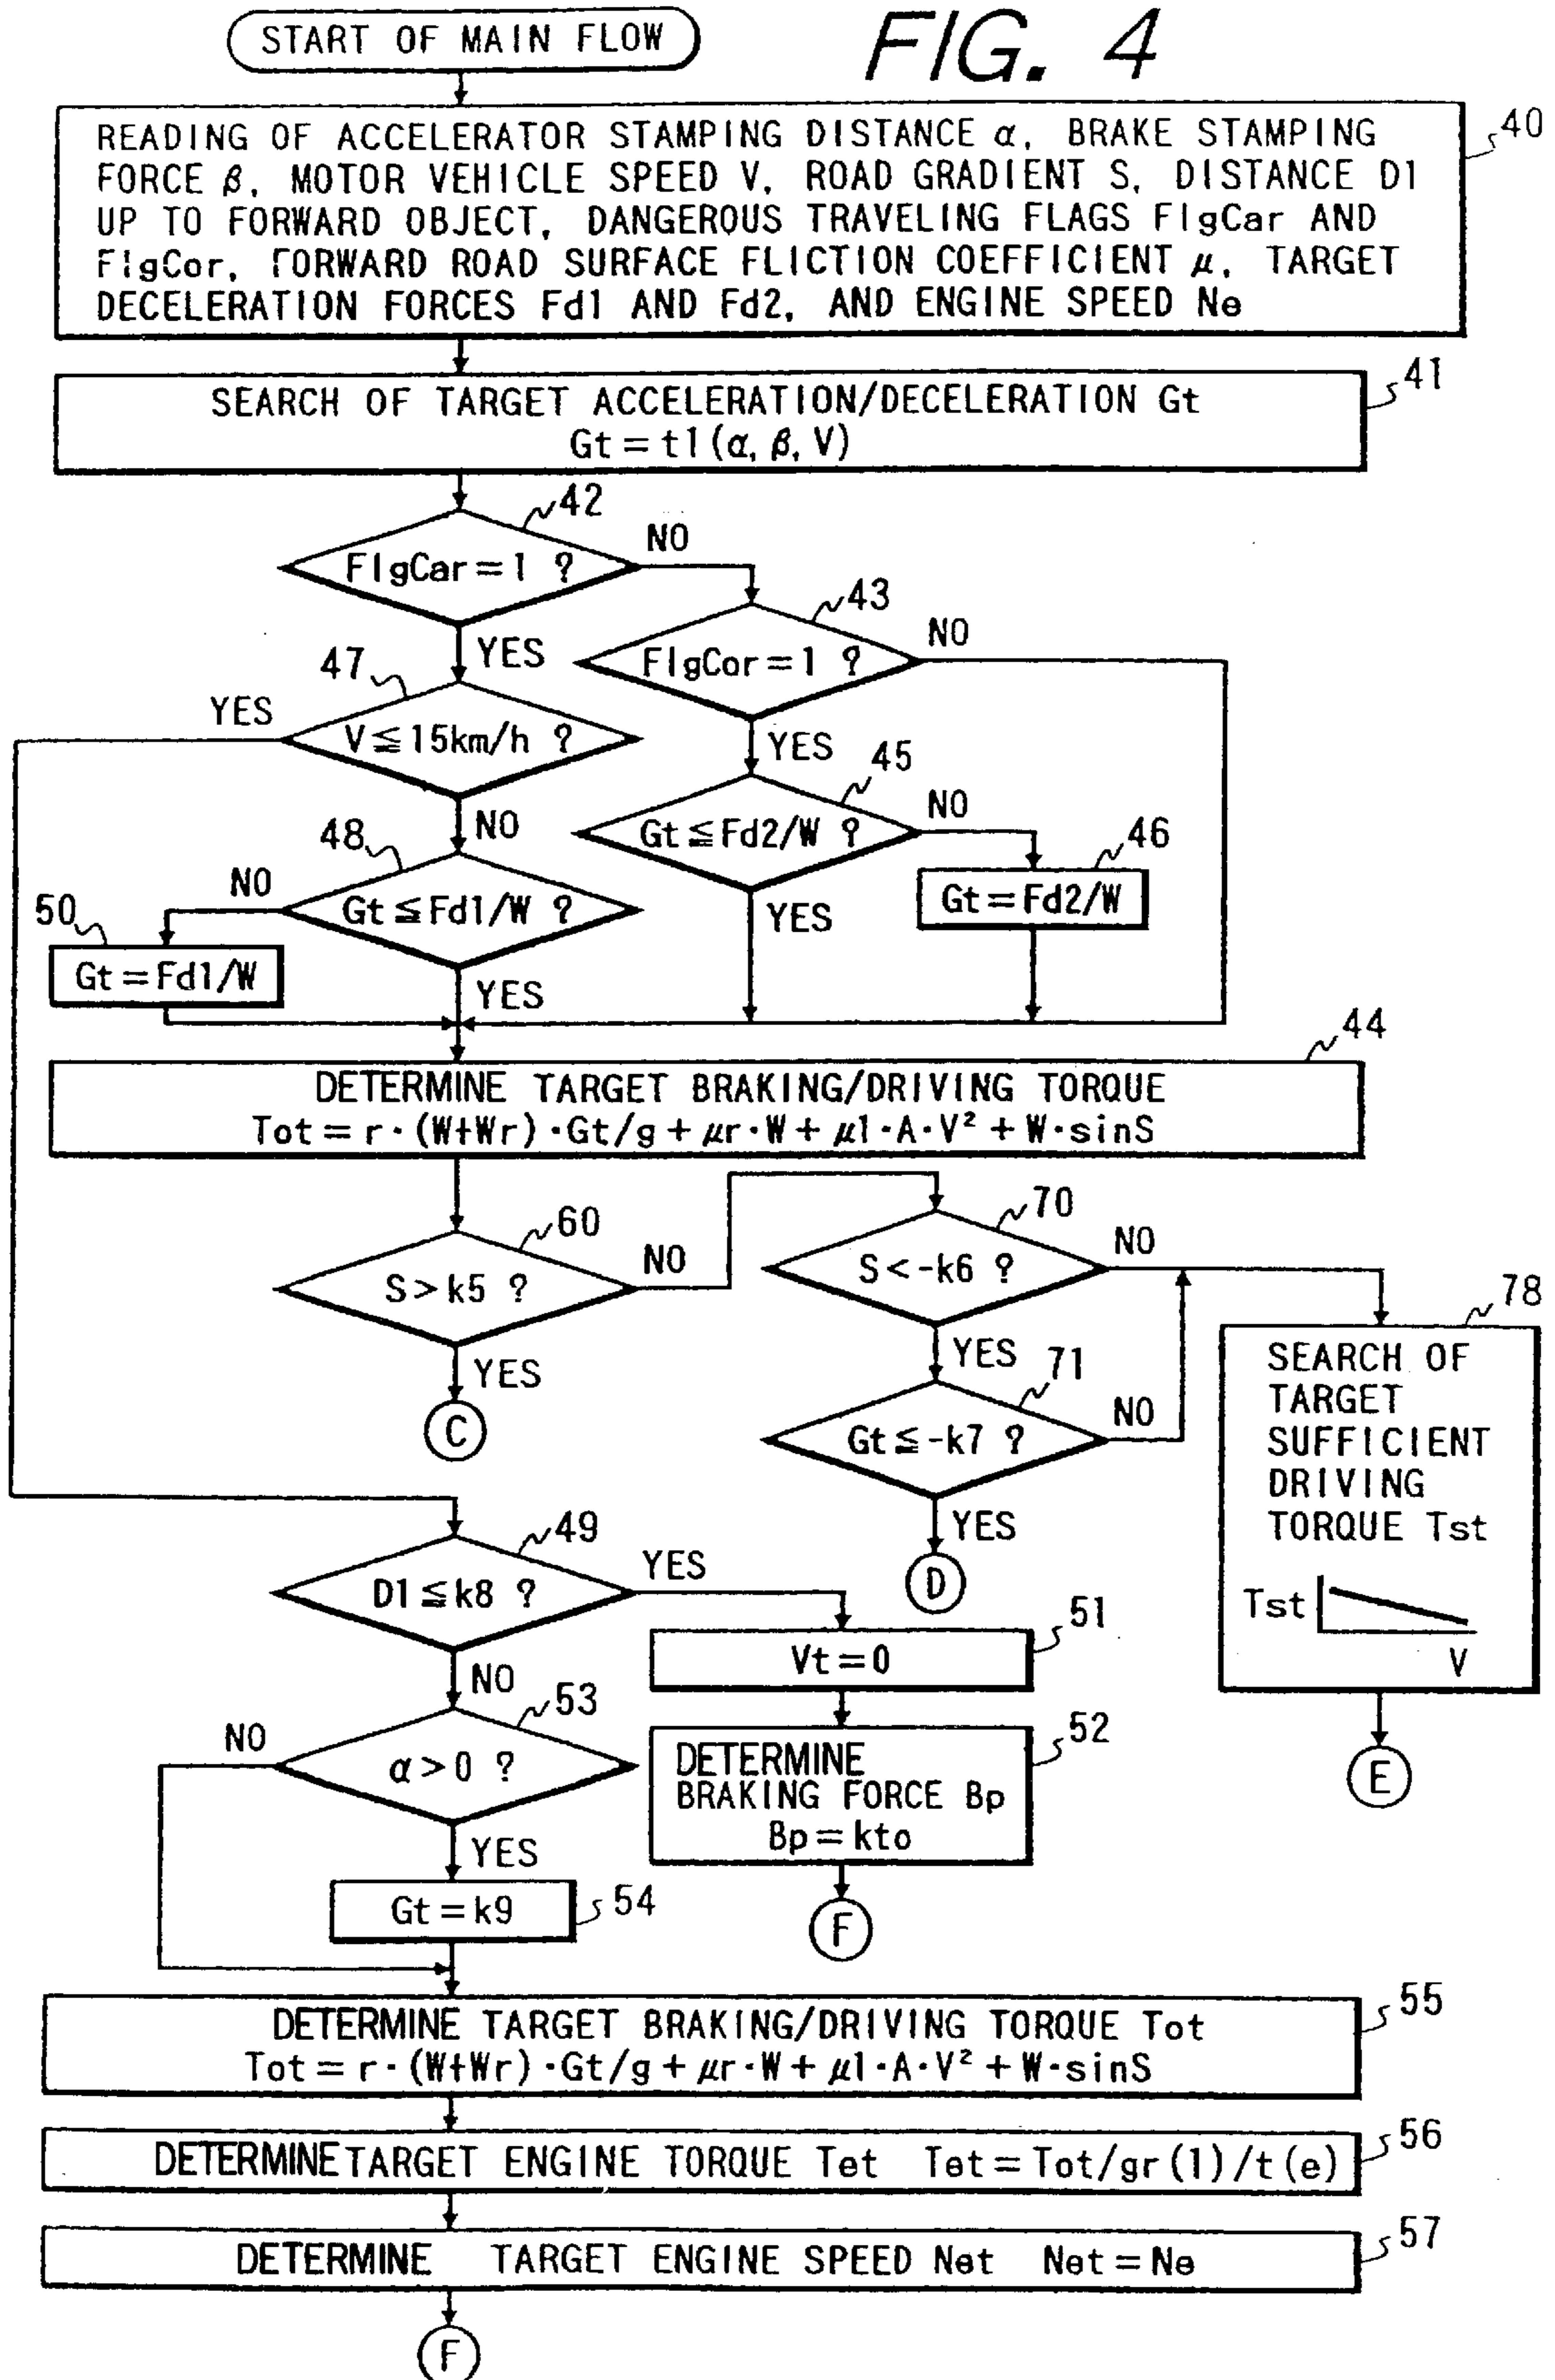 FIG. 4
START OF MAIN FLOW
40
READING OF ACCELERATOR STAMPING DISTANCE α, BRAKE STAMPING
FORCE β, MOTOR VEHICLE SPEED V, ROAD GRADIENT S, DISTANCE D1
UP TO FORWARD OBJECT, DANGEROUS TRAVELING FLAGS FlgCar AND
FlgCor, FORWARD ROAD SURFACE FLICTION COEFFICIENT μ, TARGET
DECELERATION FORCES Fd1 AND Fd2, AND ENGINE SPEED Ne
41
SEARCH OF TARGET ACCELERATION/DECELERATION Gt
Gt = t1(α, β, V)
42
FlgCar = 1 ?
NO
YES
43
FlgCor = 1 ?
NO
YES
47
V ≦ 15km/h ?
YES
NO
45
Gt ≦ Fd2/W ?
NO
YES
46
Gt = Fd2/W
48
Gt ≦ Fd1/W ?
NO
YES
50
Gt = Fd1/W
44
DETERMINE TARGET BRAKING/DRIVING TORQUE
Tot = r · (W+Wr) · Gt/g + μr · W + μl · A · V² + W · sinS
60
S > k5 ?
NO
YES
C
70
S < -k6 ?
NO
YES
71
Gt ≦ -k7 ?
NO
YES
D
78
SEARCH OF
TARGET
SUFFICIENT
DRIVING
TORQUE Tst
Tst
V
E
49
D1 ≦ k8 ?
YES
NO
51
Vt = 0
52
DETERMINE
BRAKING FORCE Bp
Bp = kto
F
53
α > 0 ?
NO
YES
54
Gt = k9
55
DETERMINE TARGET BRAKING/DRIVING TORQUE Tot
Tot = r · (W+Wr) · Gt/g + μr · W + μl · A · V² + W · sinS
56
DETERMINE TARGET ENGINE TORQUE Tet Tet = Tot/gr(1)/t(e)
57
DETERMINE TARGET ENGINE SPEED Net Net = Ne
F